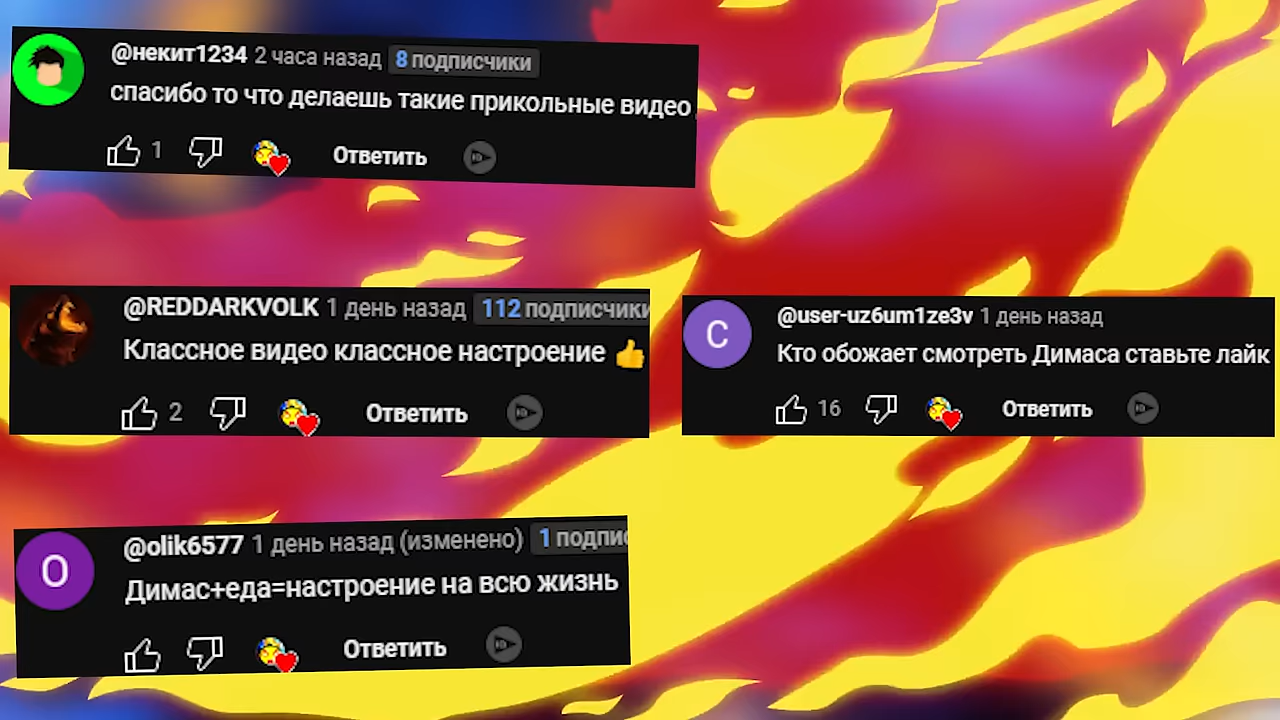 @некит1234 2 часа назад 8 подписчики
спасибо то что делаешь такие прикольные видео
1 Ответить
@REDDARKVOLK 1 день назад 112 подписчики
Классное видео классное настроение 👍
2 Ответить
@user-uz6um1ze3v 1 день назад
Кто обожает смотреть Димаса ставьте лайк
16 Ответить
@olik6577 1 день назад (изменено) 1 подпис
Димас+еда=настроение на всю жизнь
Ответить